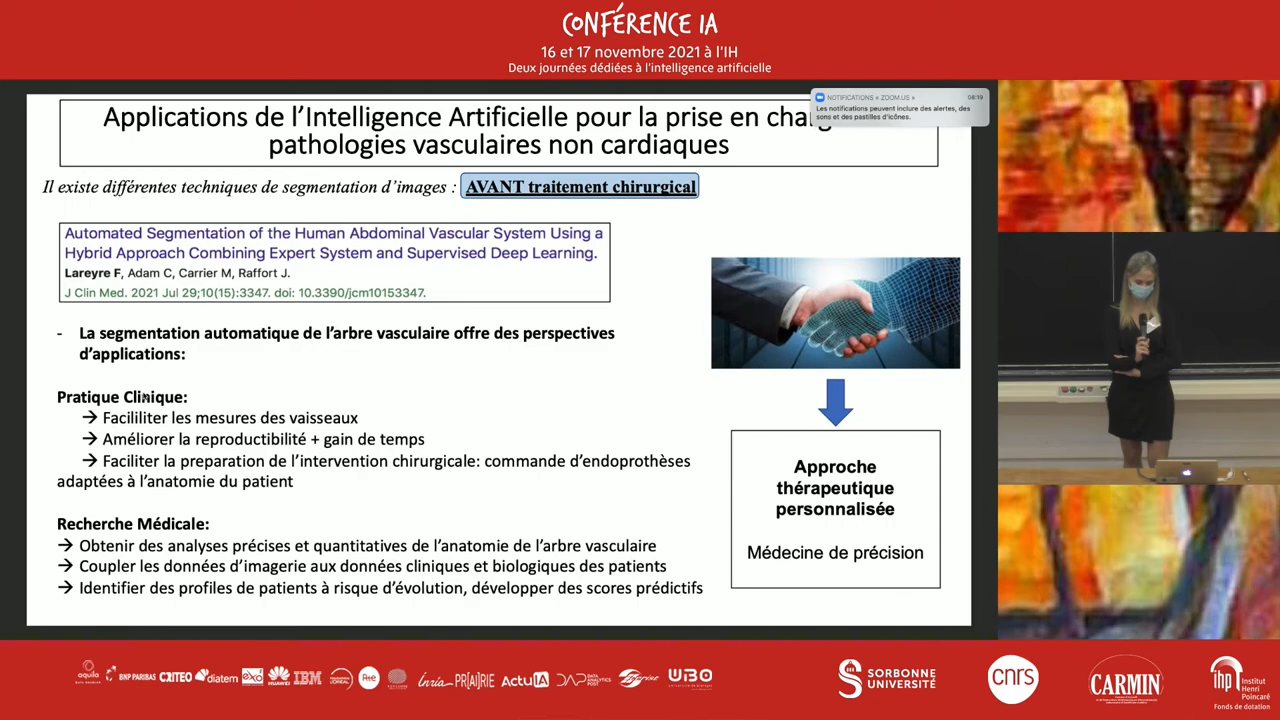 CONFÉRENCE IA
16 et 17 novembre 2021 à l'IH
Deux journées dédiées à l'intelligence artificielle
NOTIFICATIONS « ZOOM.US »
08:19
Les notifications peuvent inclure des alertes, des
sons et des pastilles d'icônes.
Applications de l'Intelligence Artificielle pour la prise en
pathologies vasculaires non cardiaques
Il existe différentes techniques de segmentation d'images : AVANT traitement chirurgical
Automated Segmentation of the Human Abdominal Vascular System Using a
Hybrid Approach Combining Expert System and Supervised Deep Learning.
Lareyre F, Adam C, Carrier M, Raffort J.
J Clin Med. 2021 Jul 29;10(15):3347. doi: 10.3390/jcm10153347.
- La segmentation automatique de l'arbre vasculaire offre des perspectives
d'applications:
Pratique Clinique:
→ Faciliter les mesures des vaisseaux
→ Améliorer la reproductibilité + gain de temps
→ Faciliter la preparation de l'intervention chirurgicale: commande d'endoprothèses
adaptées à l'anatomie du patient
Recherche Médicale:
→ Obtenir des analyses précises et quantitatives de l'anatomie de l'arbre vasculaire
→ Coupler les données d'imagerie aux données cliniques et biologiques des patients
→ Identifier des profiles de patients à risque d'évolution, développer des scores prédictifs
Approche
thérapeutique
personnalisée
Médecine de précision
aquila
BNP PARIBAS
CRITEO
diatem
exo
HUAWEI
IBM
Inria
PR[AI]RIE
ActuIA
DAP DATA ANALYTICS POST
WIBO
SORBONNE
UNIVERSITÉ
cnrs
CARMIN
ihp Institut
Henri
Poincaré
Fonds de dotation